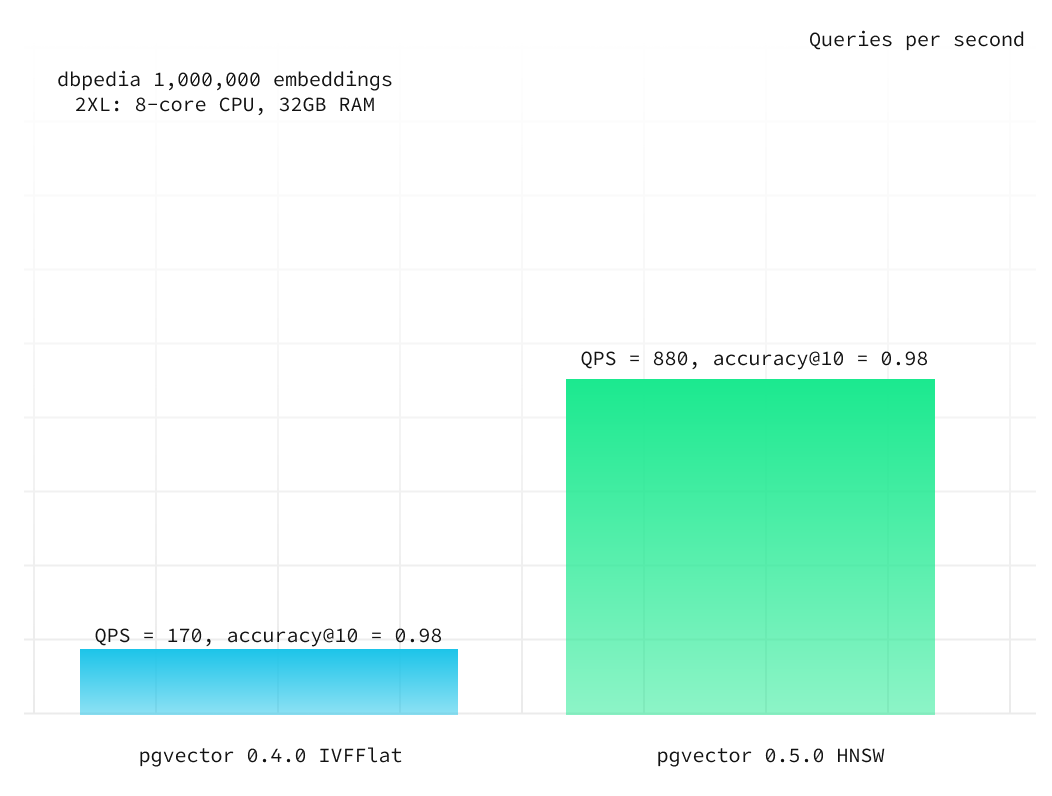 Queries per second
dbpedia 1,000,000 embeddings
2XL: 8-core CPU, 32GB RAM
QPS = 880, accuracy@10 = 0.98
QPS = 170, accuracy@10 = 0.98
pgvector 0.4.0 IVFFlat
pgvector 0.5.0 HNSW